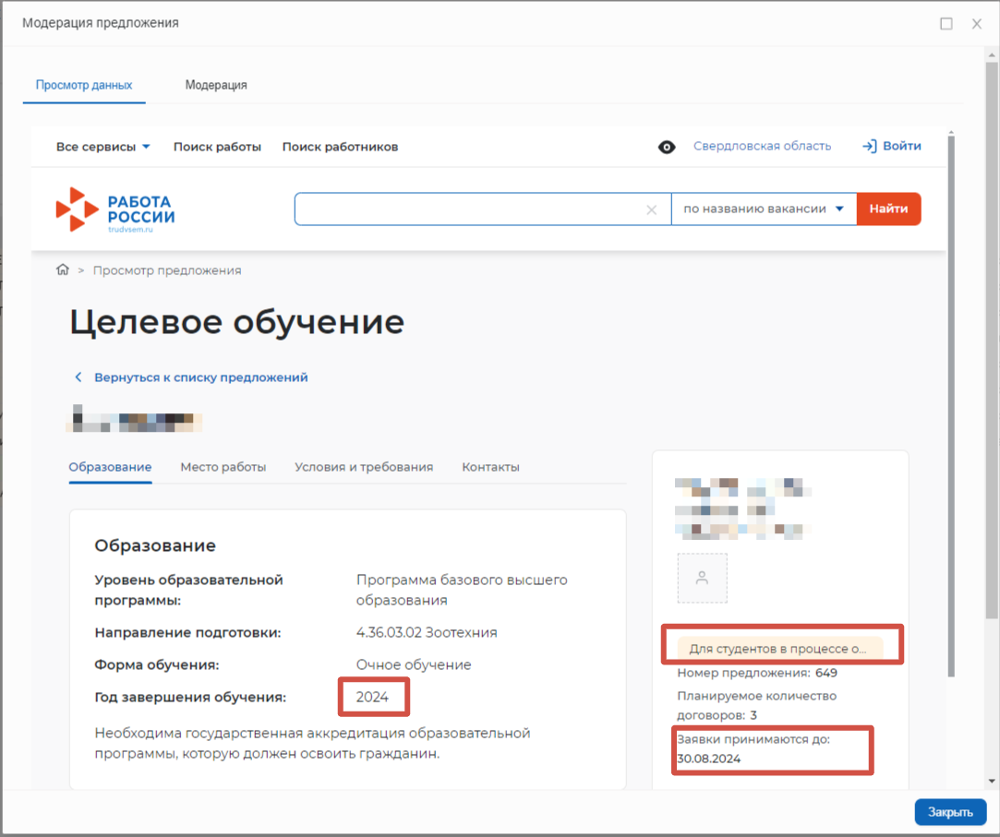 Модерация предложения
Просмотр данных Модерация
Все сервисы Поиск работы Поиск работников Свердловская область Войти
РАБОТА
РОССИИ
trudvsem.ru
по названию вакансии Найти
> Просмотр предложения
Целевое обучение
Вернуться к списку предложений
Образование Место работы Условия и требования Контакты
Образование
Уровень образовательной
программы:
Программа базового высшего
образования
Направление подготовки: 4.36.03.02 Зоотехния
Форма обучения: Очное обучение
Год завершения обучения: 2024
Необходима государственная аккредитация образовательной
программы, которую должен освоить гражданин.
Для студентов в процессе о...
Номер предложения: 649
Планируемое количество
договоров: 3
Заявки принимаются до:
30.08.2024
Закрыть